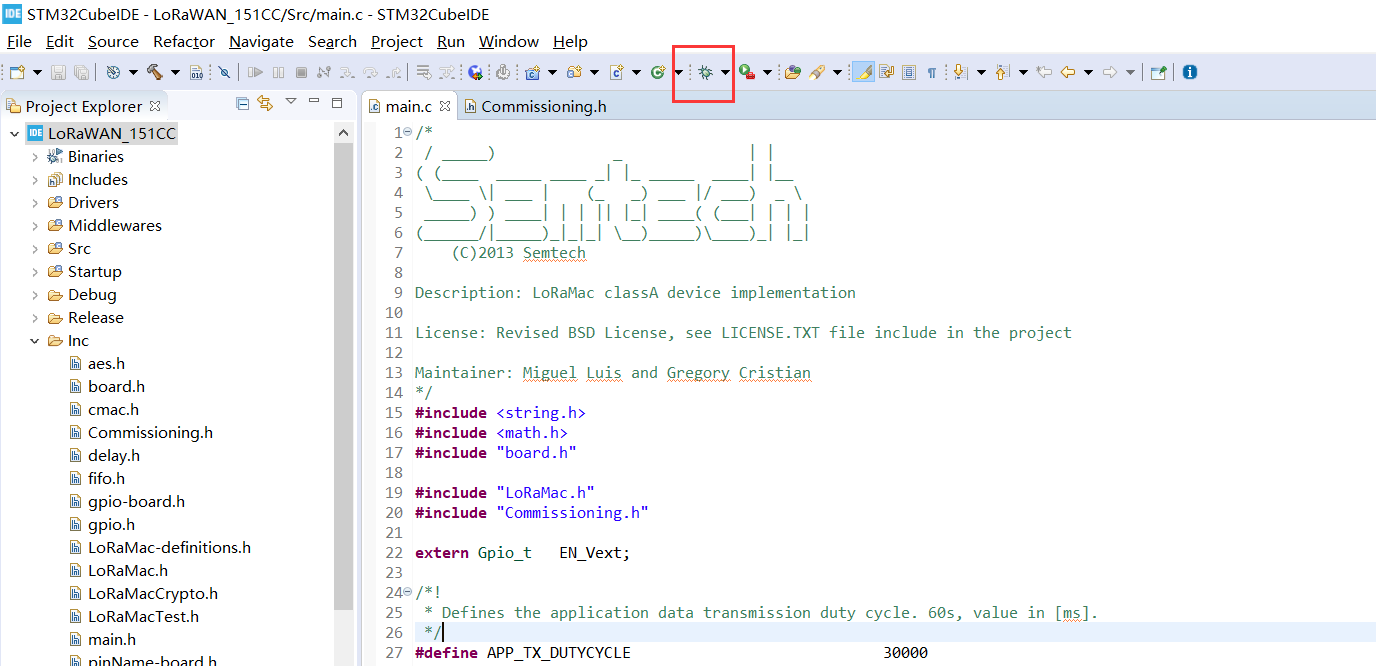 IDE STM32CubeIDE - LoRaWAN_151CC/Src/main.c - STM32CubeIDE
File Edit Source Refactor Navigate Search Project Run Window Help
Project Explorer
main.c
Commissioning.h
IDE LoRaWAN_151CC
Binaries
Includes
Drivers
Middlewares
Src
Startup
Debug
Release
Inc
aes.h
board.h
cmac.h
Commissioning.h
delay.h
fifo.h
gpio-board.h
gpio.h
LoRaMac-definitions.h
LoRaMac.h
LoRaMacCrypto.h
LoRaMacTest.h
main.h
pinName-board.h
1 /*
2  / _____)             _              | |
3 ( (____  _____ ____ _| |_ _____  ____| |__
4  \____ \| ___ |    (_   _) ___ |/ ___)  _ \
5  _____) ) ____| | | || |_| ____( (___| | | |
6 (______/|_____)_|_|_| \__)_____)\____)_| |_|
7     (C)2013 Semtech
8
9 Description: LoRaMac classA device implementation
10
11 License: Revised BSD License, see LICENSE.TXT file include in the project
12
13 Maintainer: Miguel Luis and Gregory Cristian
14 */
15 #include <string.h>
16 #include <math.h>
17 #include "board.h"
18
19 #include "LoRaMac.h"
20 #include "Commissioning.h"
21
22 extern Gpio_t   EN_Vext;
23
24 /*!
25  * Defines the application data transmission duty cycle. 60s, value in [ms].
26  */
27 #define APP_TX_DUTYCYCLE                            30000